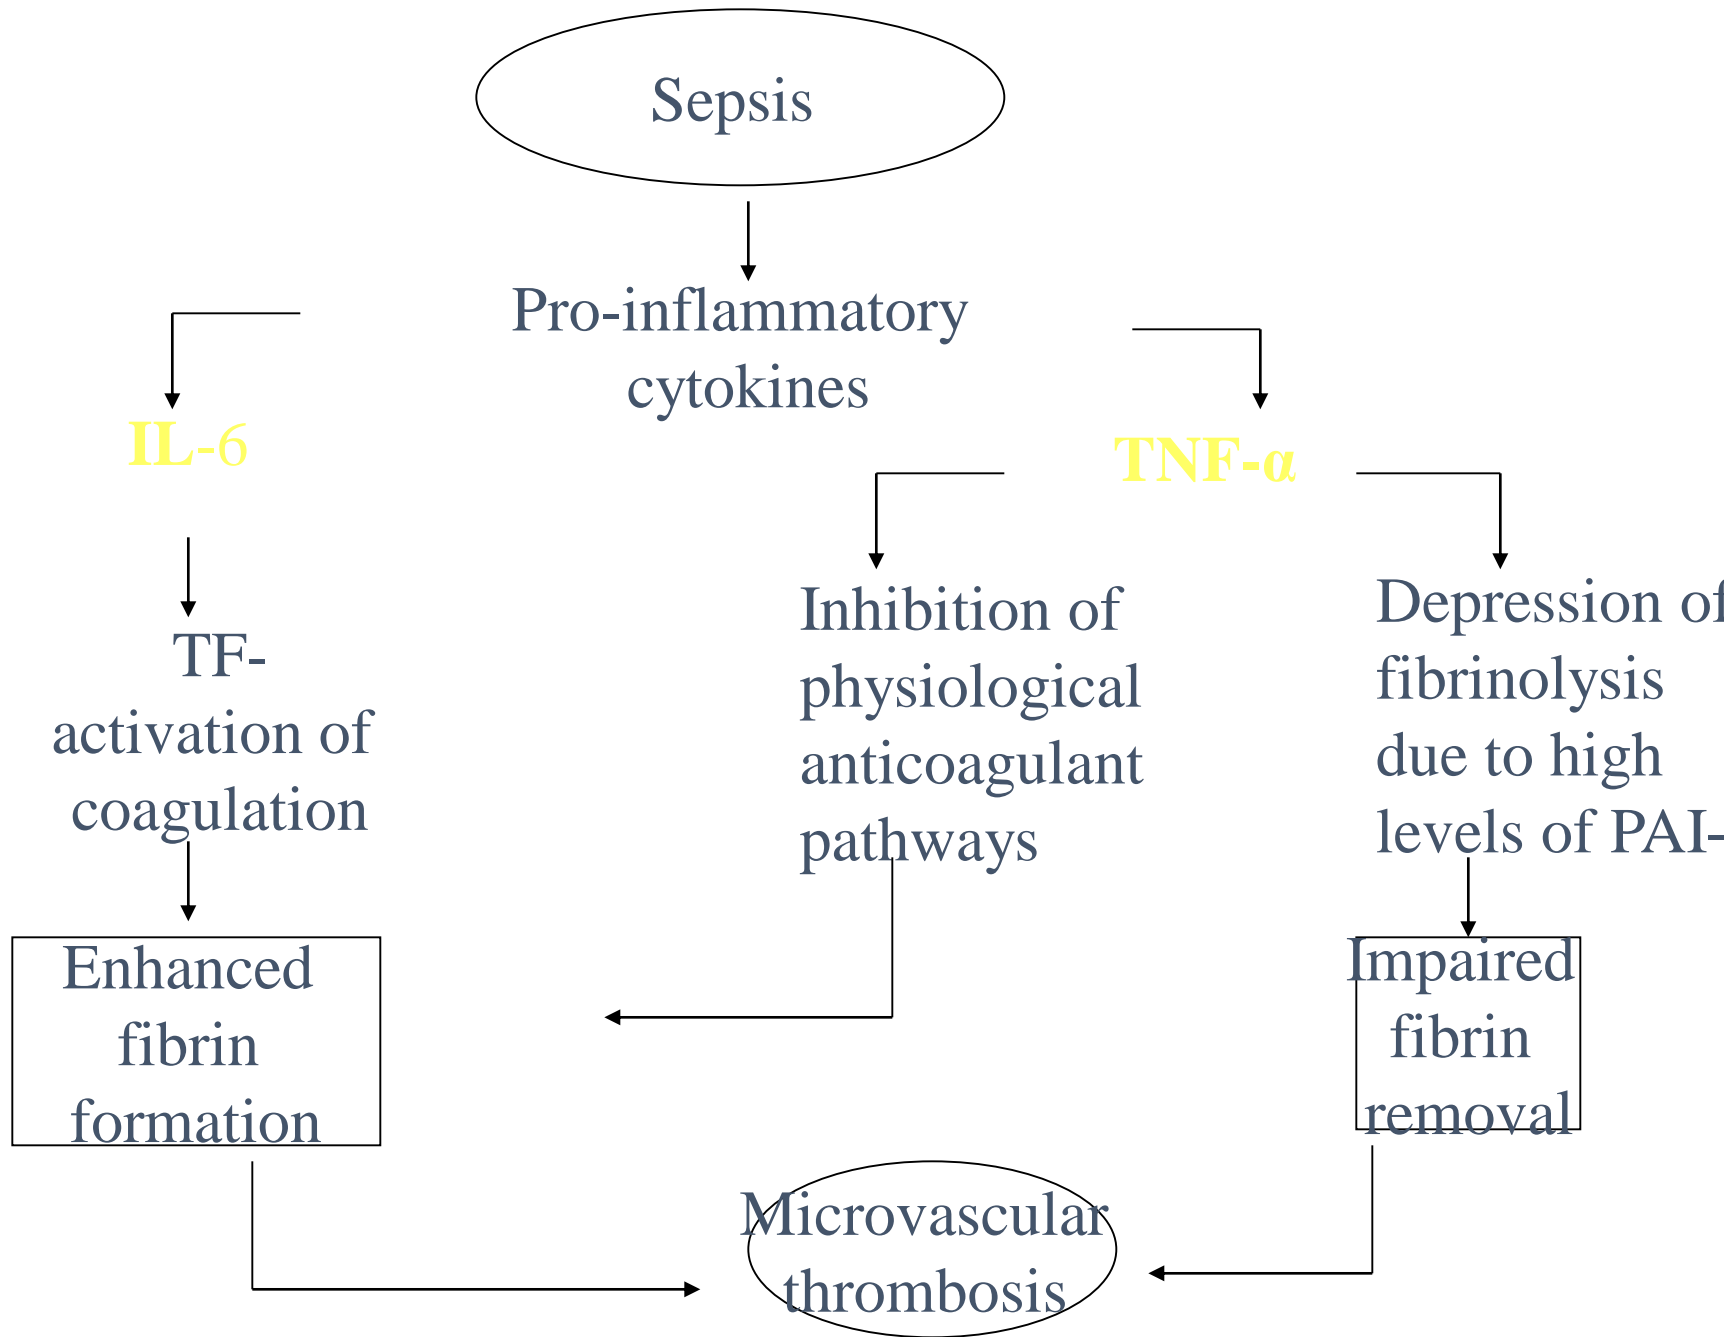 Sepsis
Pro-inflammatory
cytokines
IL-6
TNF-α
TF-
activation of
coagulation
Inhibition of
physiological
anticoagulant
pathways
Depression of
fibrinolysis
due to high
levels of PAI-
Enhanced
fibrin
formation
Impaired
fibrin
removal
Microvascular
thrombosis